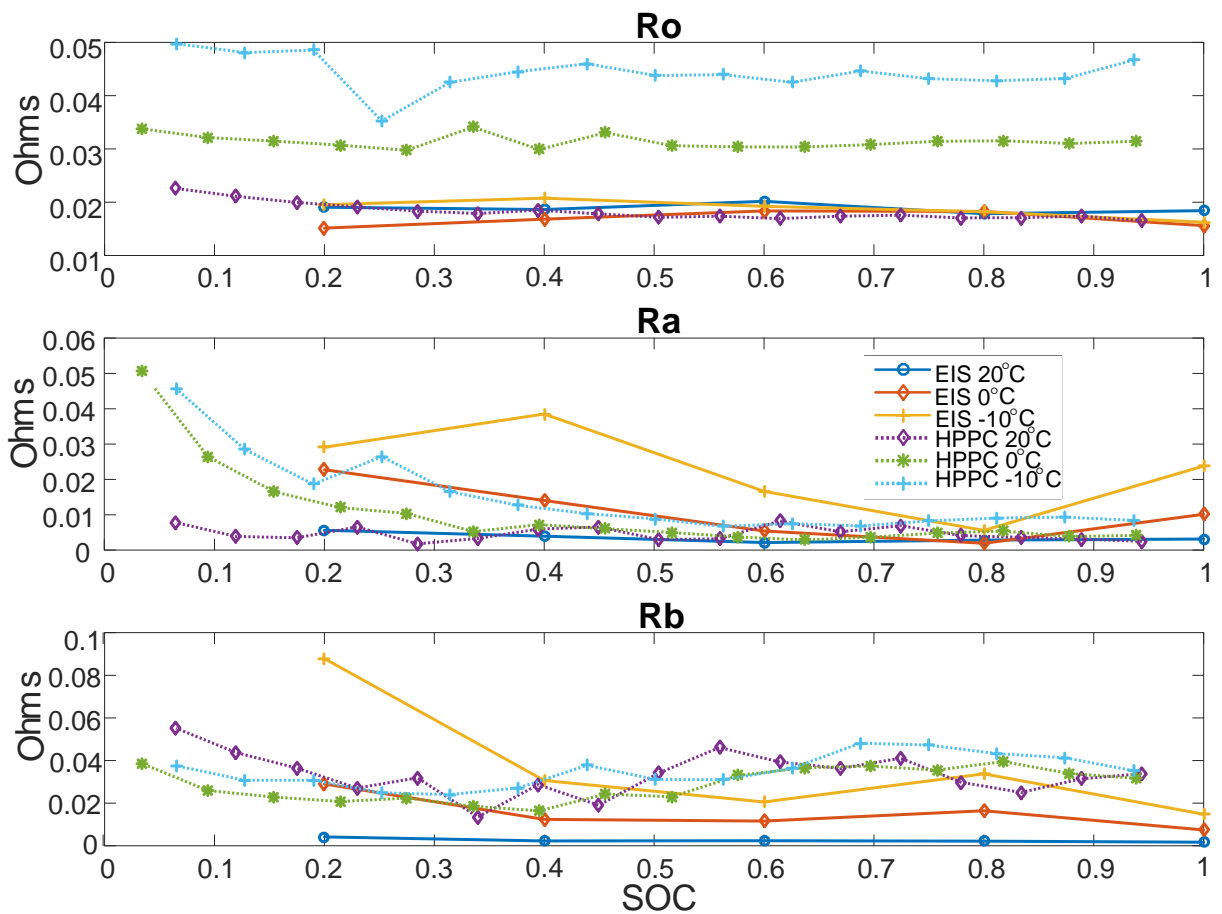 Ro
0.05
0.04
0.03
0.02
0.01
Ohms
0 0.1 0.2 0.3 0.4 0.5 0.6 0.7 0.8 0.9 1
Ra
0.06
0.05
0.04
0.03
0.02
0.01
0
Ohms
EIS 20°C
EIS 0°C
EIS -10°C
HPPC 20°C
HPPC 0°C
HPPC -10°C
0 0.1 0.2 0.3 0.4 0.5 0.6 0.7 0.8 0.9 1
Rb
0.1
0.08
0.06
0.04
0.02
0
Ohms
0 0.1 0.2 0.3 0.4 0.5 0.6 0.7 0.8 0.9 1
SOC